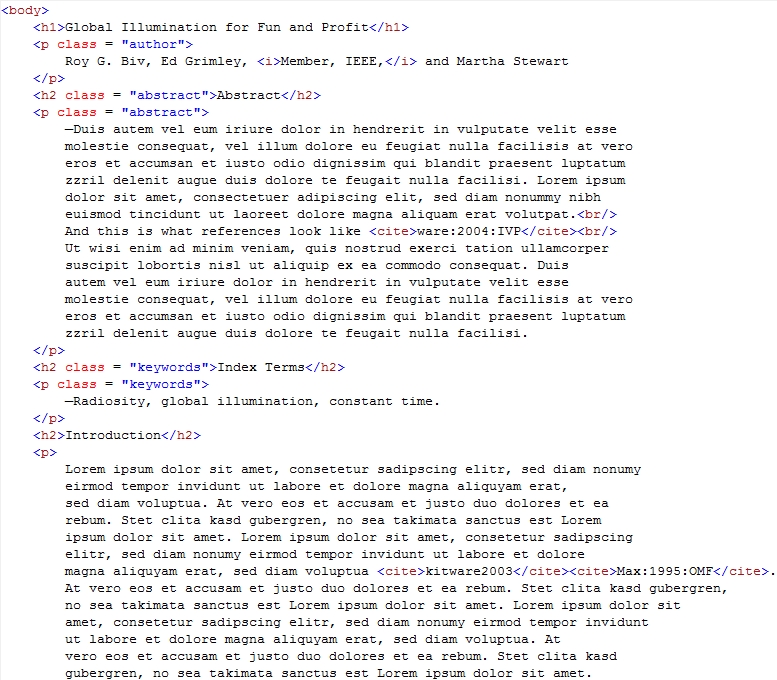 <body>
<h1>Global Illumination for Fun and Profit</h1>
<p class = "author">
Roy G. Biv, Ed Grimley, <i>Member, IEEE,</i> and Martha Stewart
</p>
<h2 class = "abstract">Abstract</h2>
<p class = "abstract">
—Duis autem vel eum iriure dolor in hendrerit in vulputate velit esse
molestie consequat, vel illum dolore eu feugiat nulla facilisis at vero
eros et accumsan et iusto odio dignissim qui blandit praesent luptatum
zzril delenit augue duis dolore te feugait nulla facilisi. Lorem ipsum
dolor sit amet, consectetuer adipiscing elit, sed diam nonummy nibh
euismod tincidunt ut laoreet dolore magna aliquam erat volutpat.<br/>
And this is what references look like <cite>ware:2004:IVP</cite><br/>
Ut wisi enim ad minim veniam, quis nostrud exerci tation ullamcorper
suscipit lobortis nisl ut aliquip ex ea commodo consequat. Duis
autem vel eum iriure dolor in hendrerit in vulputate velit esse
molestie consequat, vel illum dolore eu feugiat nulla facilisis at vero
eros et accumsan et iusto odio dignissim qui blandit praesent luptatum
zzril delenit augue duis dolore te feugait nulla facilisi.
</p>
<h2 class = "keywords">Index Terms</h2>
<p class = "keywords">
—Radiosity, global illumination, constant time.
</p>
<h2>Introduction</h2>
<p>
Lorem ipsum dolor sit amet, consetetur sadipscing elitr, sed diam nonumy
eirmod tempor invidunt ut labore et dolore magna aliquyam erat,
sed diam voluptua. At vero eos et accusam et justo duo dolores et ea
rebum. Stet clita kasd gubergren, no sea takimata sanctus est Lorem
ipsum dolor sit amet. Lorem ipsum dolor sit amet, consetetur sadipscing
elitr, sed diam nonumy eirmod tempor invidunt ut labore et dolore
magna aliquyam erat, sed diam voluptua <cite>kitware2003</cite><cite>Max:1995:OMF</cite>.
At vero eos et accusam et justo duo dolores et ea rebum. Stet clita kasd gubergren,
no sea takimata sanctus est Lorem ipsum dolor sit amet. Lorem ipsum dolor sit
amet, consetetur sadipscing elitr, sed diam nonumy eirmod tempor invidunt
ut labore et dolore magna aliquyam erat, sed diam voluptua. At
vero eos et accusam et justo duo dolores et ea rebum. Stet clita kasd
gubergren, no sea takimata sanctus est Lorem ipsum dolor sit amet.